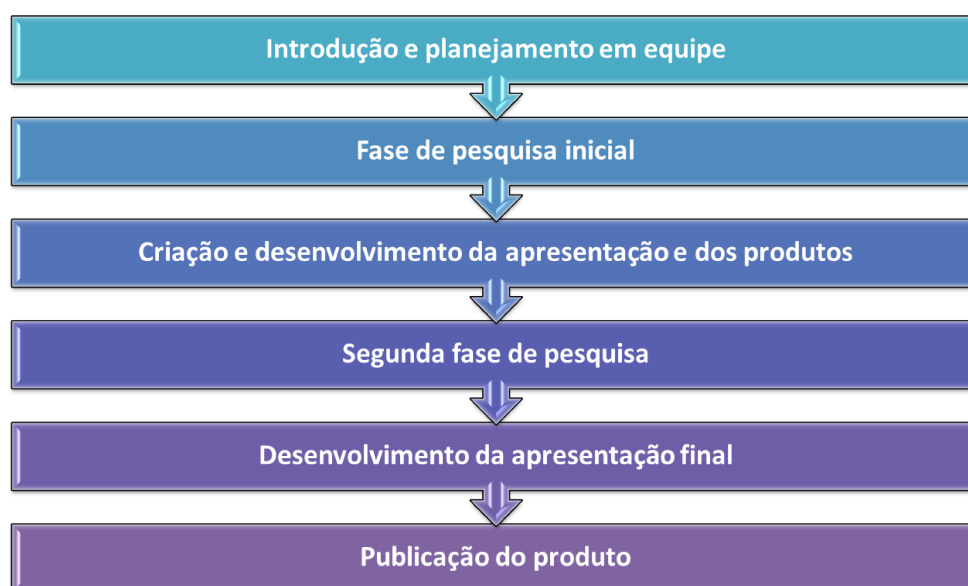 Introdução e planejamento em equipe
Fase de pesquisa inicial
Criação e desenvolvimento da apresentação e dos produtos
Segunda fase de pesquisa
Desenvolvimento da apresentação final
Publicação do produto